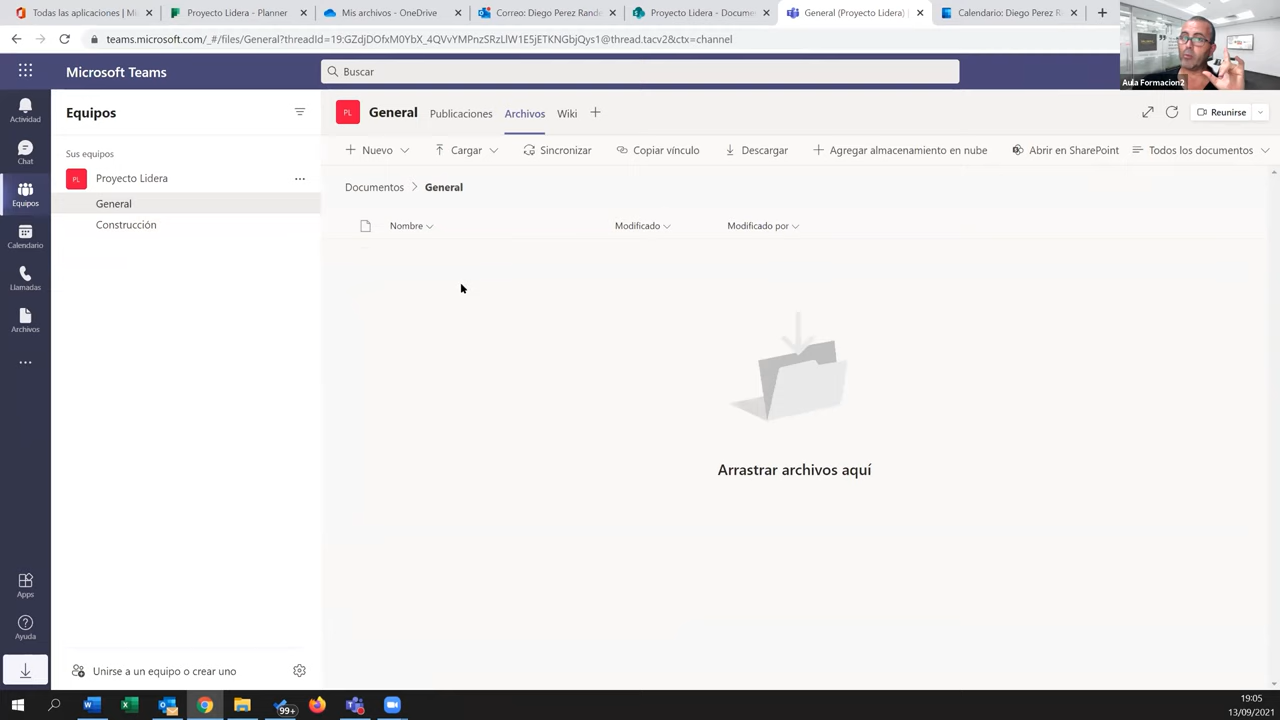 Todas las aplicaciones | Mi
Proyecto Lidera - Planner
Mis archivos - OneDrive
Correo: Diego Perez Rande
Proyecto Lidera - Docume
General (Proyecto Lidera) |
Calendario: Diego Perez R
teams.microsoft.com/_#/files/General?threadId=19:GZdjDOfxM0YbX_4QVvYMPnzSRzLlW1E5jETKNGbjQys1@thread.tacv2&ctx=channel
Aula Formacion2
Microsoft Teams
Buscar
Actividad
Chat
Equipos
Calendario
Llamadas
Archivos
Apps
Ayuda
Equipos
Sus equipos
PL Proyecto Lidera
General
Construcción
Unirse a un equipo o crear uno
PL General Publicaciones Archivos Wiki
Reunirse
Nuevo Cargar Sincronizar Copiar vínculo Descargar Agregar almacenamiento en nube Abrir en SharePoint Todos los documentos
Documentos > General
Nombre Modificado Modificado por
Arrastrar archivos aquí
99+
19:05
13/09/2021